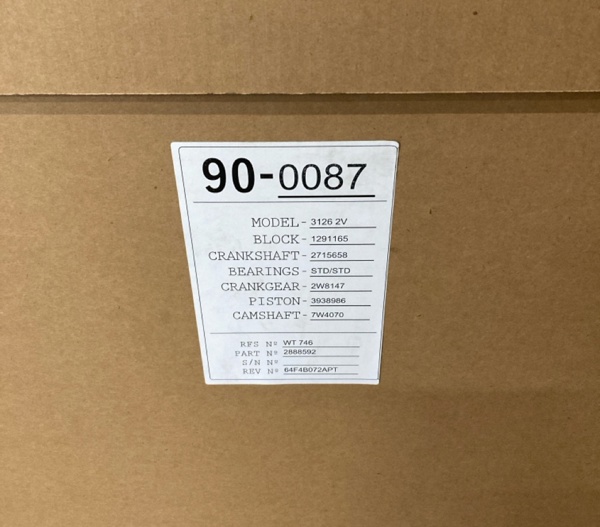 90-0087
MODEL- 3126 2V
BLOCK- 1291165
CRANKSHAFT- 2715658
BEARINGS- STD/STD
CRANKGEAR- 2W8147
PISTON- 3938986
CAMSHAFT- 7W4070
RFS Nº WT 746
PART Nº 2888592
S/N Nº
REV Nº 64F4B072APT